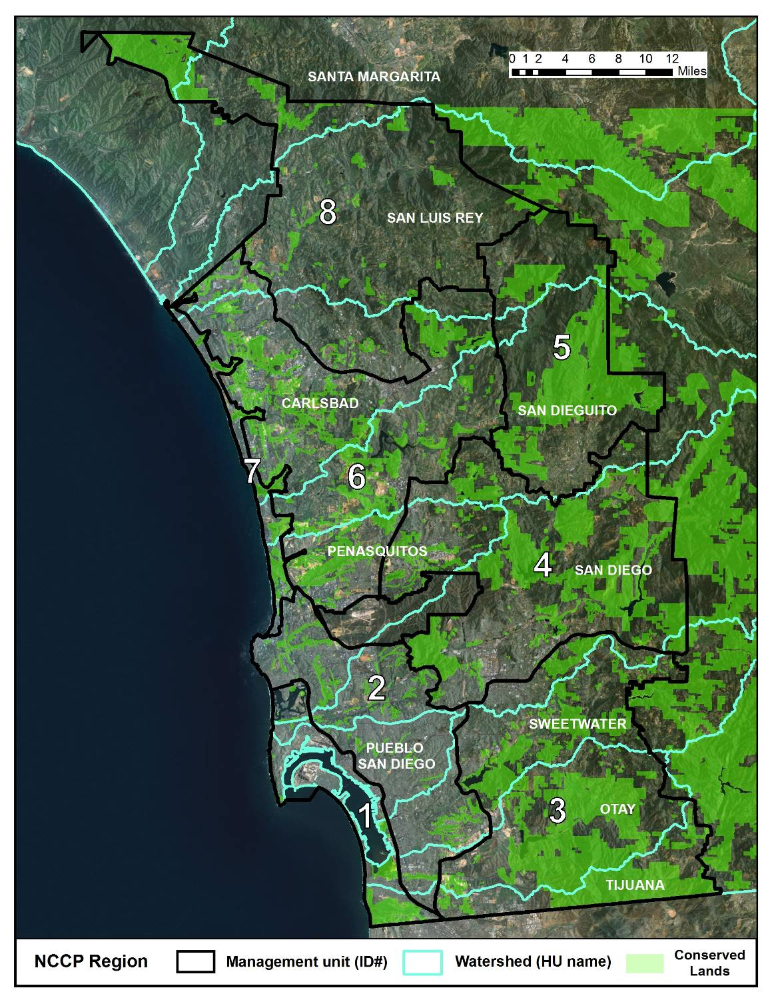 0 1 2 4 6 8 10 12
Miles
SANTA MARGARITA
8
SAN LUIS REY
5
CARLSBAD
SAN DIEGUITO
7
6
PENASQUITOS
4
SAN DIEGO
2
SWEETWATER
PUEBLO
SAN DIEGO
3
OTAY
1
TIJUANA
NCCP Region
Management unit (ID#)
Watershed (HU name)
Conserved
Lands